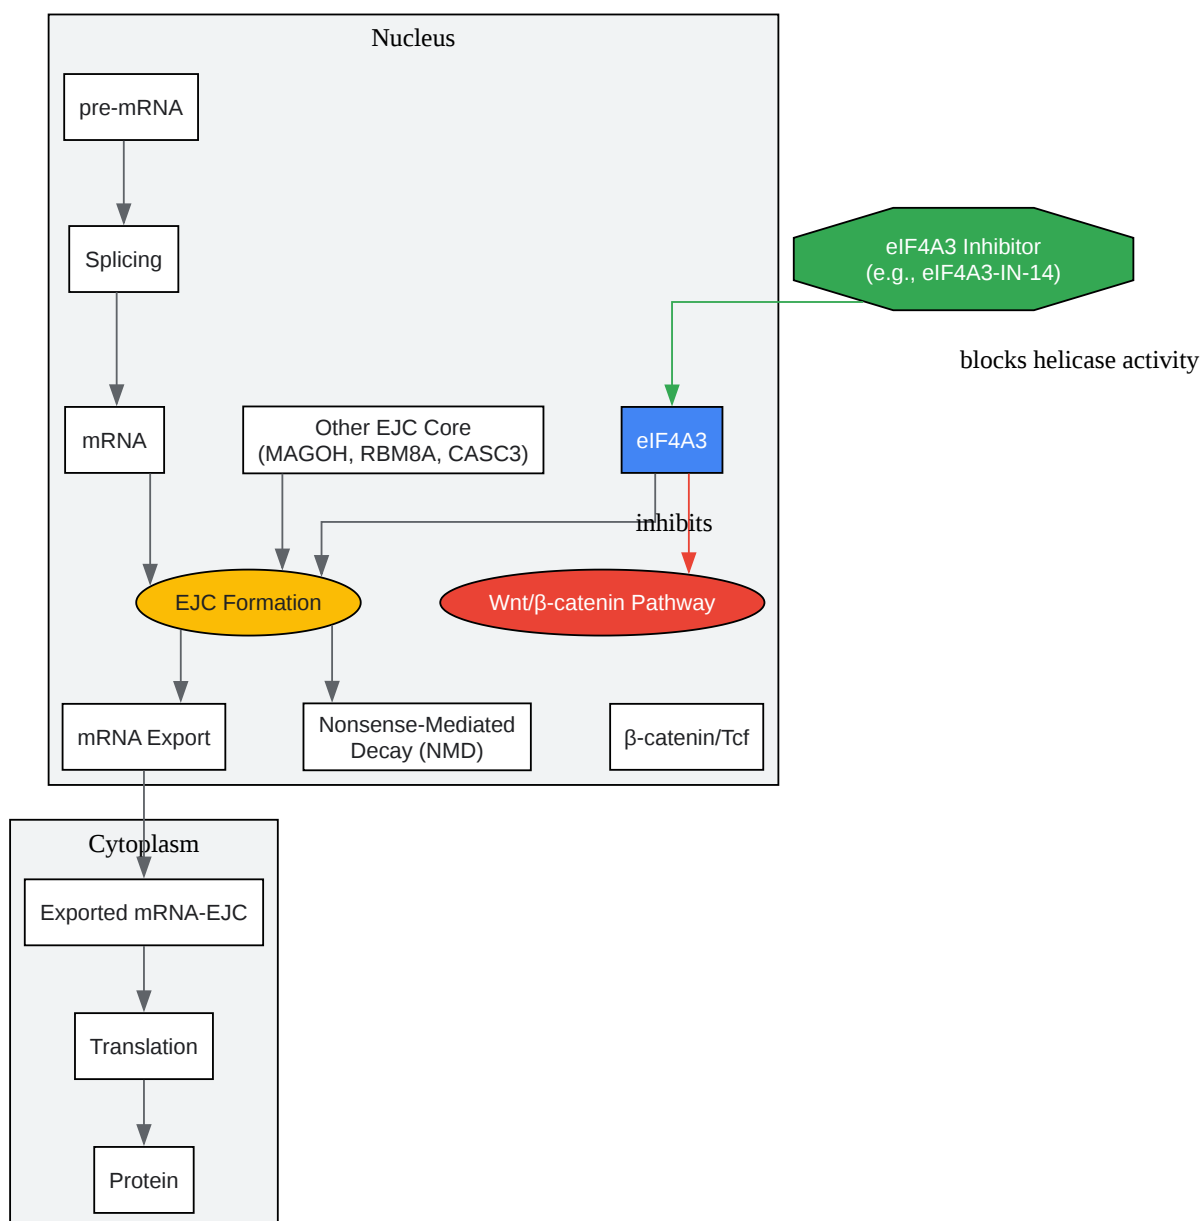 Nucleus
pre-mRNA
Splicing
eIF4A3 Inhibitor
(e.g., eIF4A3-IN-14)
blocks helicase activity
mRNA
Other EJC Core
(MAGOH, RBM8A, CASC3)
eIF4A3
inhibits
EJC Formation
Wnt/β-catenin Pathway
mRNA Export
Nonsense-Mediated
Decay (NMD)
β-catenin/Tcf
Cytoplasm
Exported mRNA-EJC
Translation
Protein